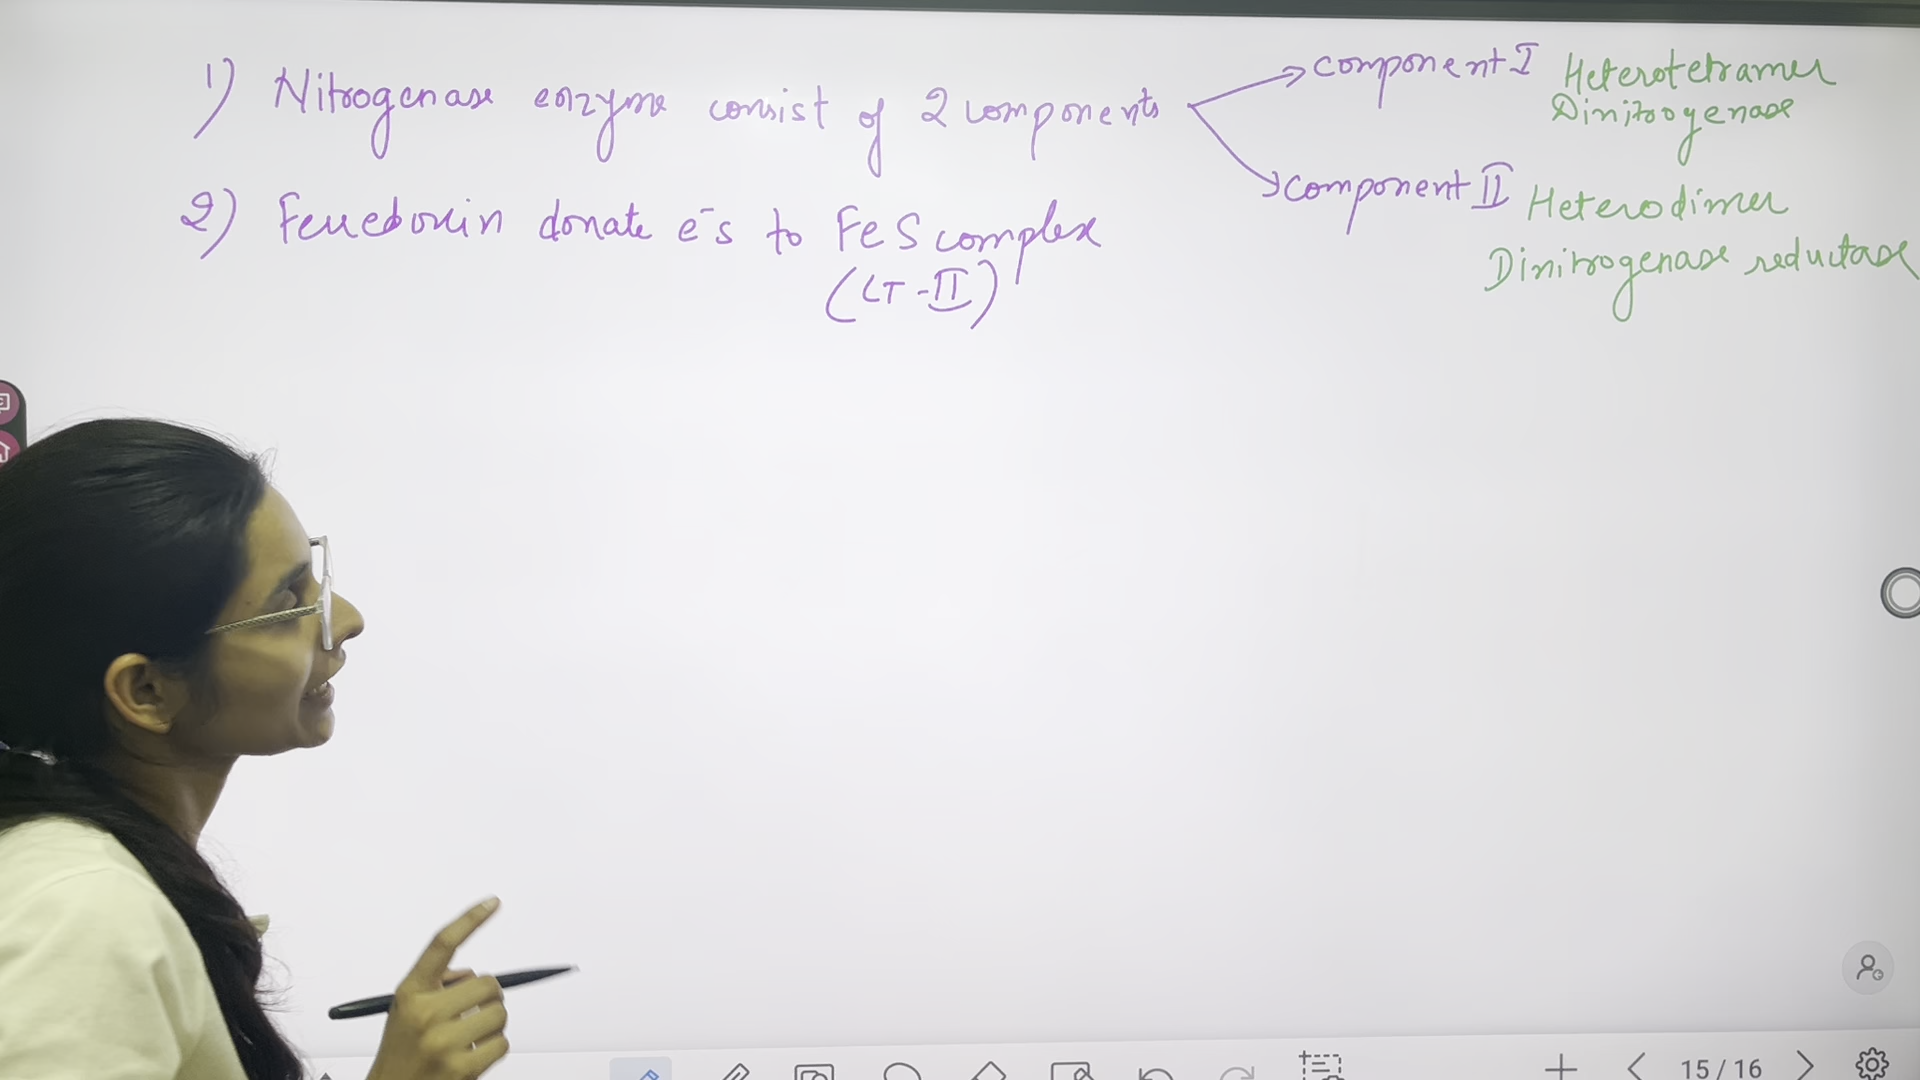 1) Nitrogenase enzyme consist of 2 components
component I Heterotetramer
Dinitrogenase
component II Heterodimer
Dinitrogenase reductase
2) Ferredoxin donate e⁻s to FeS complex
(CT-II)
15/16